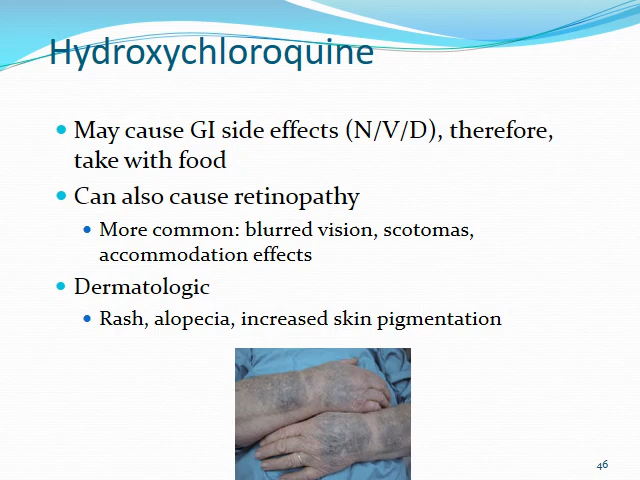 Hydroxychloroquine
May cause GI side effects (N/V/D), therefore,
take with food
Can also cause retinopathy
More common: blurred vision, scotomas,
accommodation effects
Dermatologic
Rash, alopecia, increased skin pigmentation
46